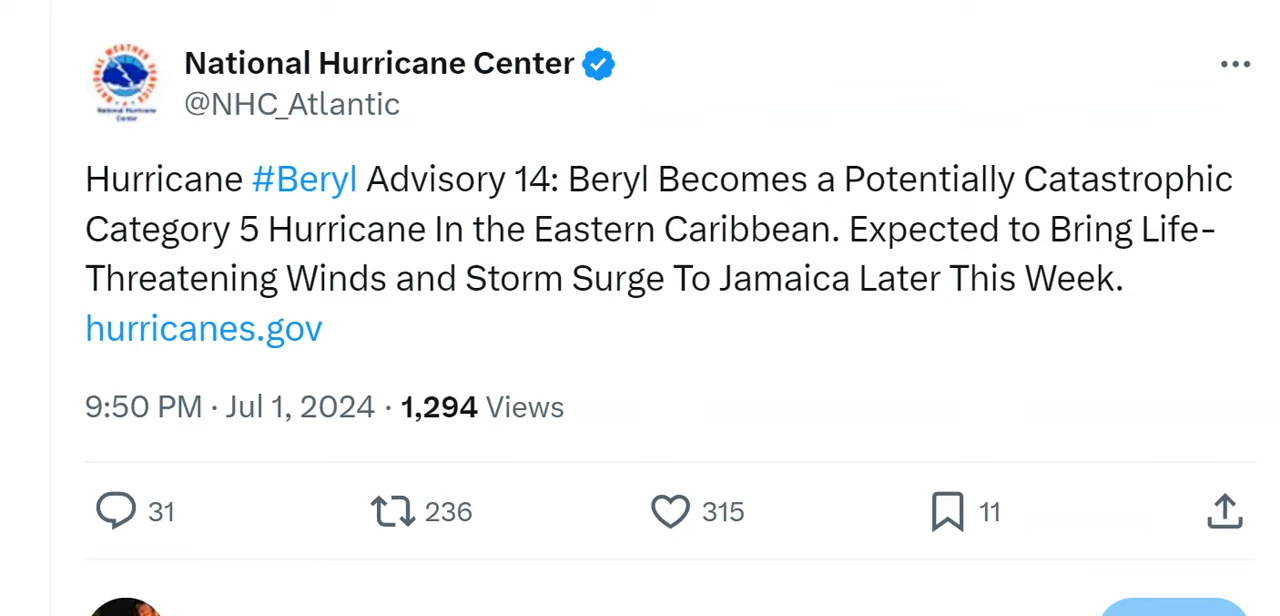 National Hurricane Center
@NHC_Atlantic
Hurricane #Beryl Advisory 14: Beryl Becomes a Potentially Catastrophic
Category 5 Hurricane In the Eastern Caribbean. Expected to Bring Life-
Threatening Winds and Storm Surge To Jamaica Later This Week.
hurricanes.gov
9:50 PM · Jul 1, 2024 · 1,294 Views
31 236 315 11